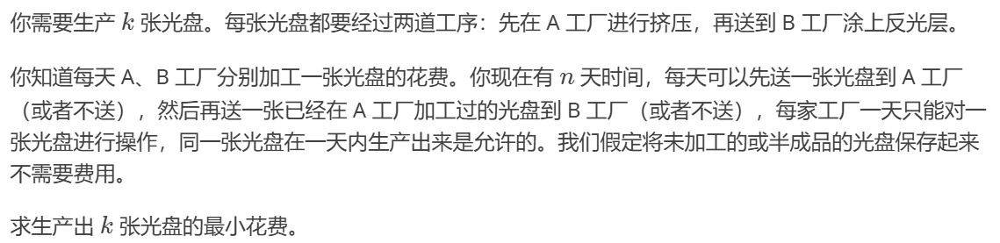 你需要生产 k 张光盘。每张光盘都要经过两道工序：先在 A 工厂进行挤压，再送到 B 工厂涂上反光层。
你知道每天 A、B 工厂分别加工一张光盘的花费。你现在有 n 天时间，每天可以先送一张光盘到 A 工厂
（或者不送），然后再送一张已经在 A 工厂加工过的光盘到 B 工厂（或者不送），每家工厂一天只能对一
张光盘进行操作，同一张光盘在一天内生产出来是允许的。我们假定将未加工的或半成品的光盘保存起来
不需要费用。
求生产出 k 张光盘的最小花费。